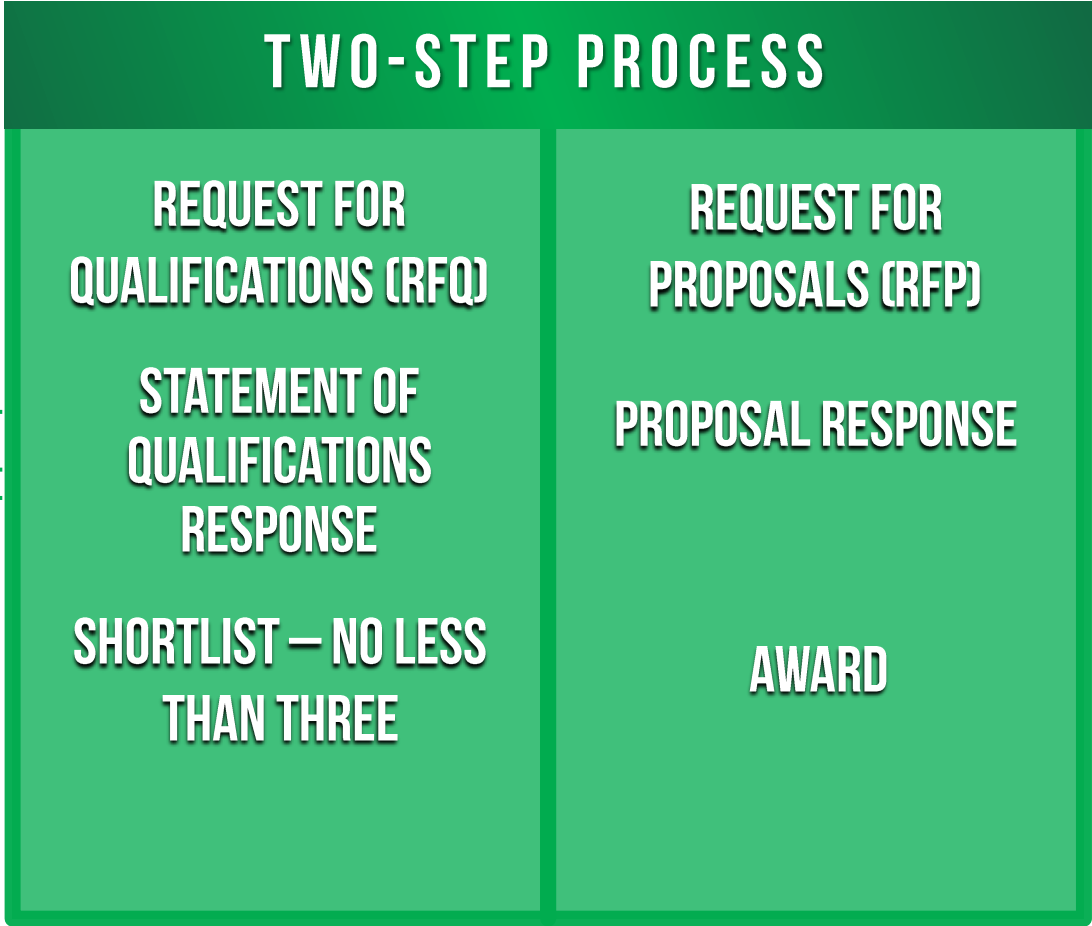 TWO-STEP PROCESS
REQUEST FOR
QUALIFICATIONS (RFQ)
STATEMENT OF
QUALIFICATIONS
RESPONSE
SHORTLIST – NO LESS
THAN THREE
REQUEST FOR
PROPOSALS (RFP)
PROPOSAL RESPONSE
AWARD